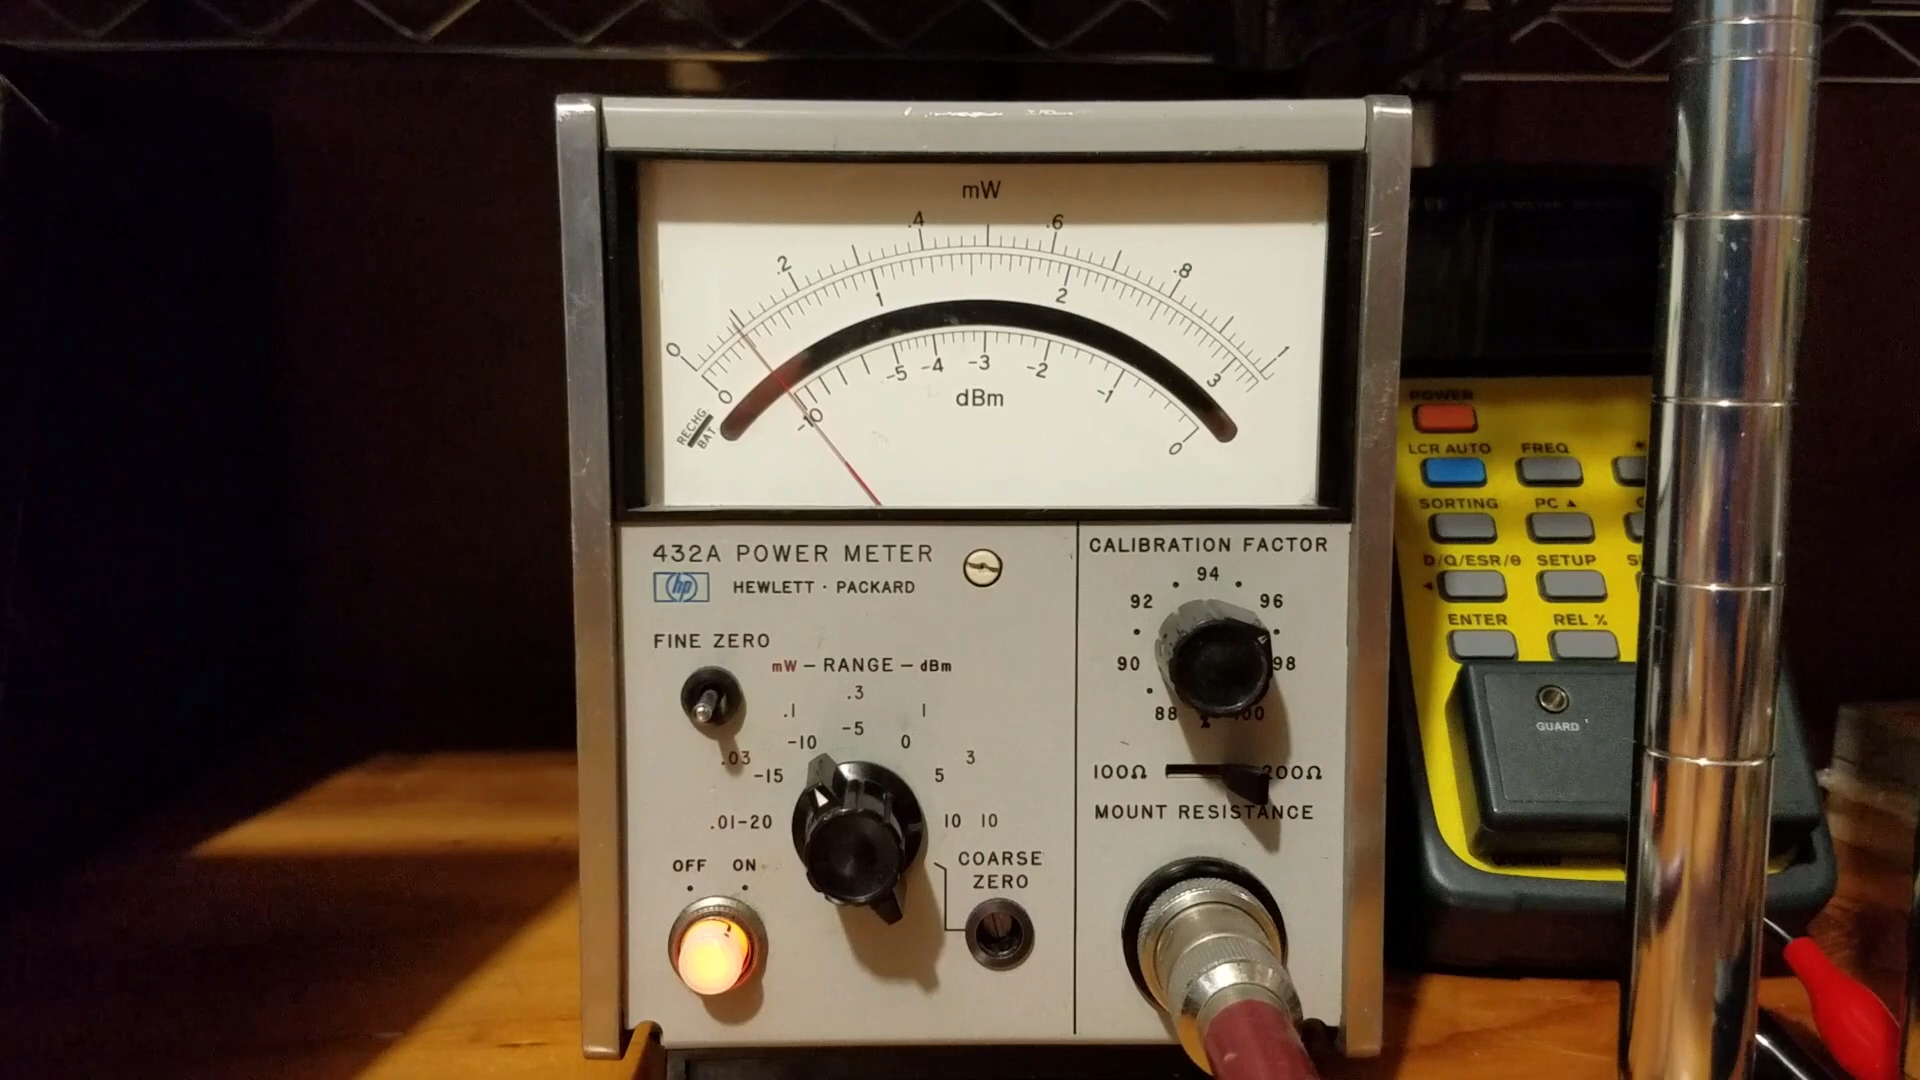 mW
0 .2 .4 .6 .8 1
0 1 2 3
-10 -5 -4 -3 -2 -1 0
dBm
RECHG.
BAT.
432A POWER METER
hp HEWLETT · PACKARD
FINE ZERO
mW – RANGE – dBm
.3
.1 1
-5
-10 0
.03 3
-15 5
.01-20 10 10
OFF ON
COARSE
ZERO
CALIBRATION FACTOR
94
92 96
90 98
88 100
100Ω 200Ω
MOUNT RESISTANCE
POWER
LCR AUTO FREQ
SORTING PC ▲
D/Q/ESR/θ SETUP
◄
ENTER REL %
GUARD